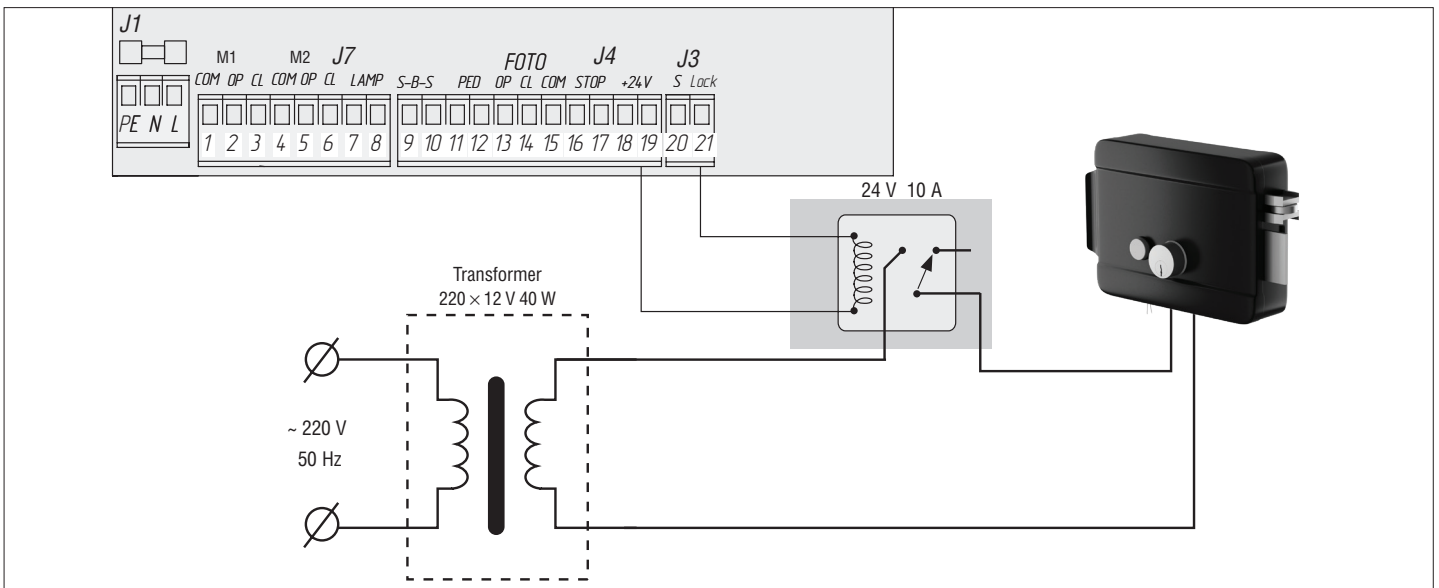 J1
M1 M2 J7 FOTO J4 J3
COM OP CL COM OP CL LAMP S-B-S PED OP CL COM STOP +24V S Lock
PE N L
1 2 3 4 5 6 7 8 9 10 11 12 13 14 15 16 17 18 19 20 21
24 V 10 A
Transformer
220 × 12 V 40 W
~ 220 V
50 Hz